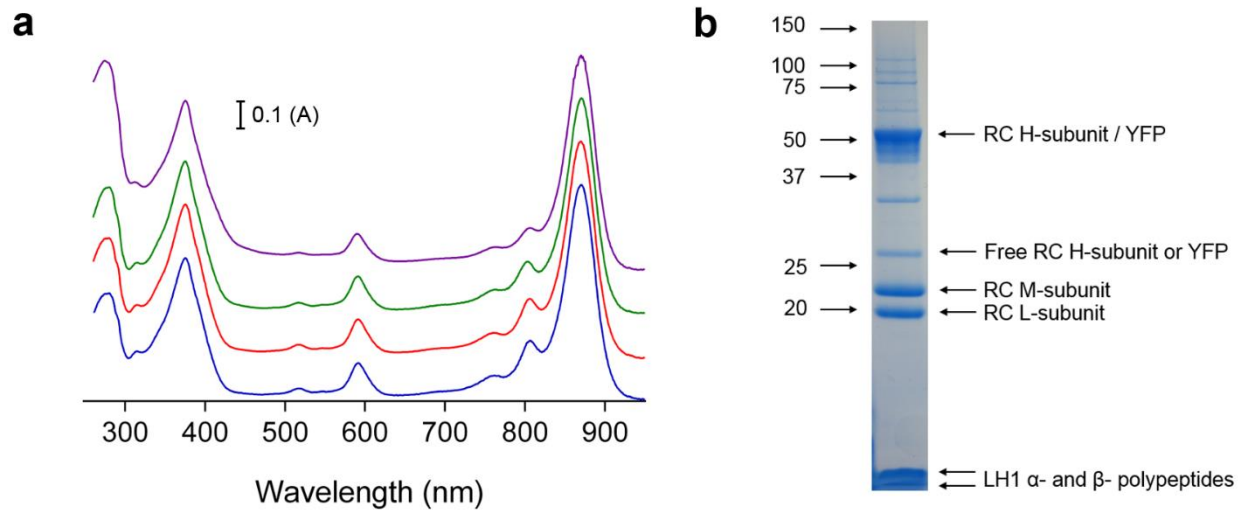 a
0.1 (A)
300 400 500 600 700 800 900
Wavelength (nm)
b
150
100
75
50
37
25
20
RC H-subunit / YFP
Free RC H-subunit or YFP
RC M-subunit
RC L-subunit
LH1 α- and β- polypeptides